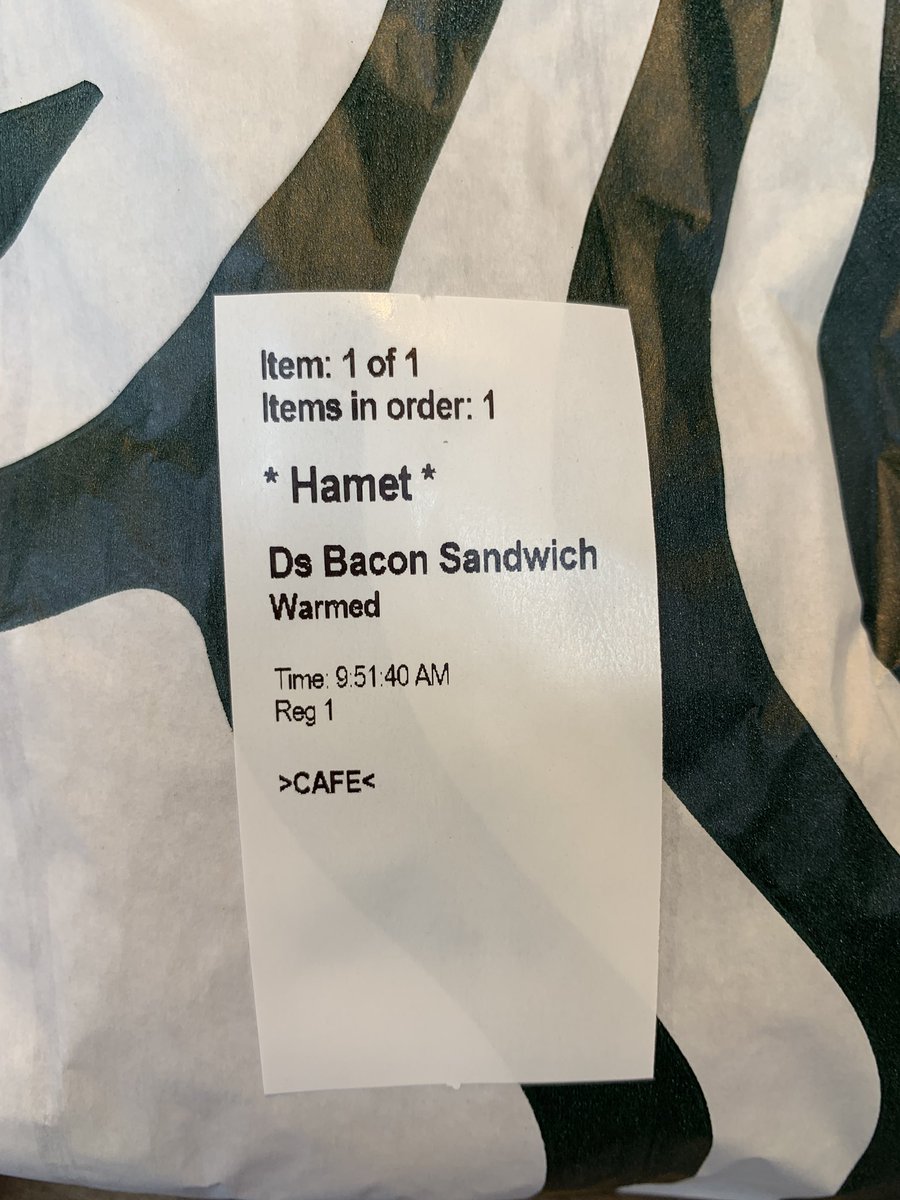 Item: 1 of 1
Items in order: 1
* Hamet *
Ds Bacon Sandwich
Warmed
Time: 9:51:40 AM
Reg 1
>CAFE<